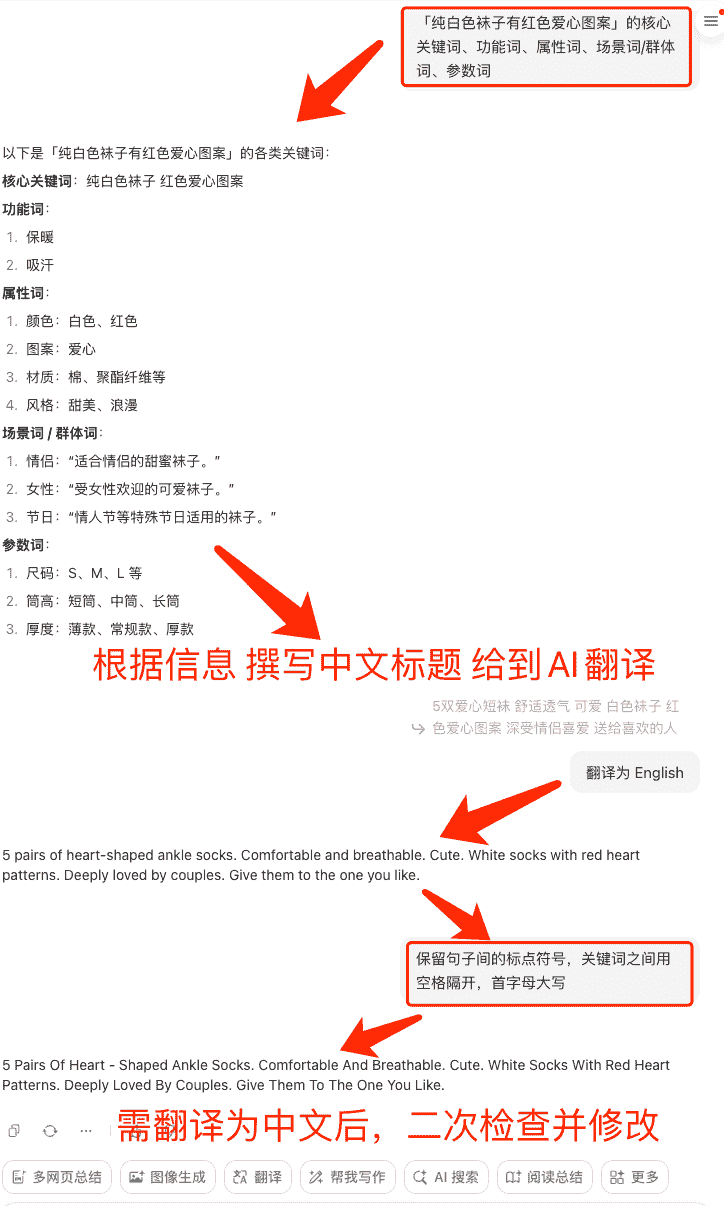 「纯白色袜子有红色爱心图案」的核心
关键词、功能词、属性词、场景词/群体
词、参数词
以下是「纯白色袜子有红色爱心图案」的各类关键词：
核心关键词：纯白色袜子 红色爱心图案
功能词：
1. 保暖
2. 吸汗
属性词：
1. 颜色：白色、红色
2. 图案：爱心
3. 材质：棉、聚酯纤维等
4. 风格：甜美、浪漫
场景词 / 群体词：
1. 情侣：“适合情侣的甜蜜袜子。”
2. 女性：“受女性欢迎的可爱袜子。”
3. 节日：“情人节等特殊节日适用的袜子。”
参数词：
1. 尺码：S、M、L 等
2. 筒高：短筒、中筒、长筒
3. 厚度：薄款、常规款、厚款
根据信息 撰写中文标题 给到AI翻译
5双爱心短袜 舒适透气 可爱 白色袜子 红
色爱心图案 深受情侣喜爱 送给喜欢的人
翻译为 English
5 pairs of heart-shaped ankle socks. Comfortable and breathable. Cute. White socks with red heart
patterns. Deeply loved by couples. Give them to the one you like.
保留句子间的标点符号，关键词之间用
空格隔开，首字母大写
5 Pairs Of Heart - Shaped Ankle Socks. Comfortable And Breathable. Cute. White Socks With Red Heart
Patterns. Deeply Loved By Couples. Give Them To The One You Like.
需翻译为中文后，二次检查并修改
多网页总结 图像生成 翻译 帮我写作 AI 搜索 阅读总结 更多